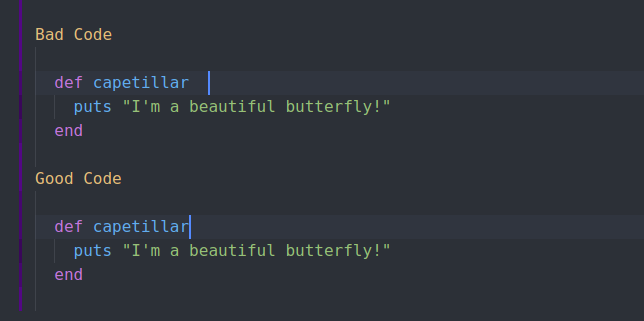 Bad Code
def capetillar
puts "I'm a beautiful butterfly!"
end
Good Code
def capetillar
puts "I'm a beautiful butterfly!"
end